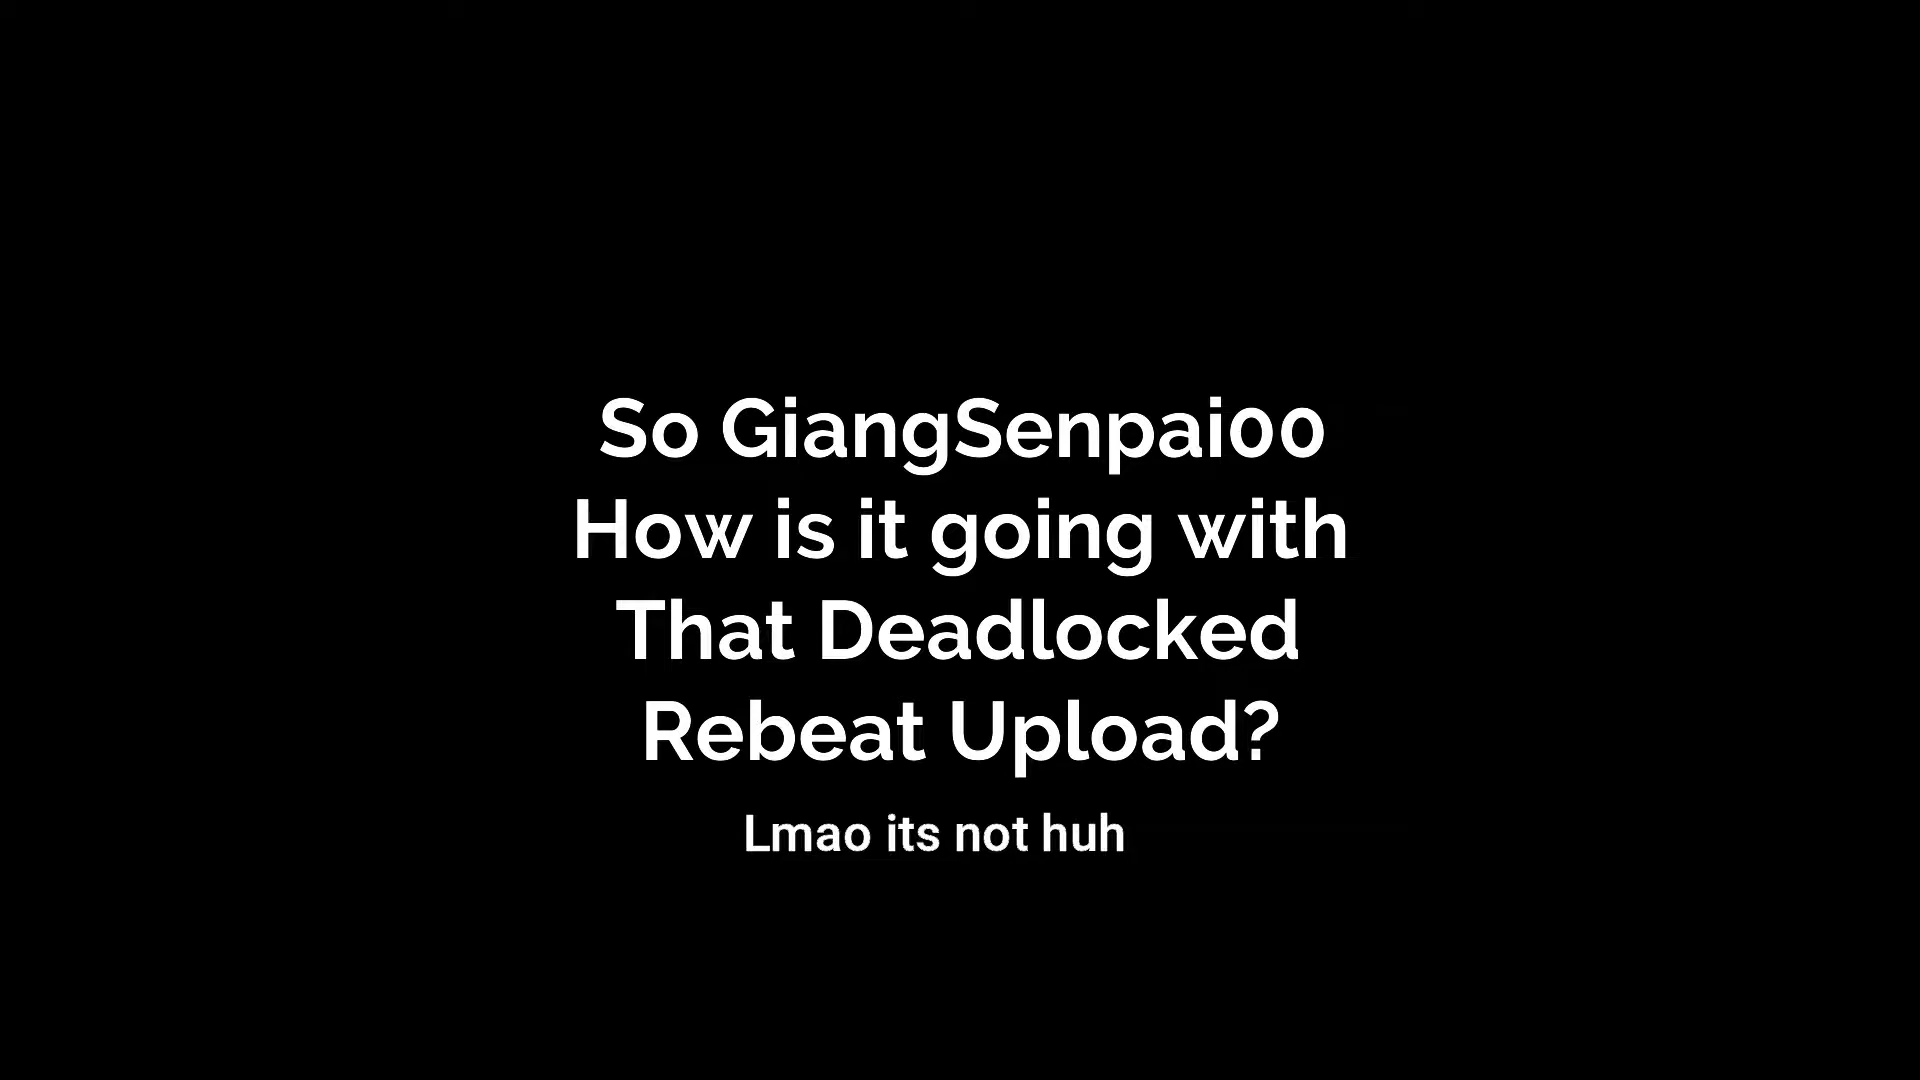 So GiangSenpai00
How is it going with
That Deadlocked
Rebeat Upload?
Lmao its not huh